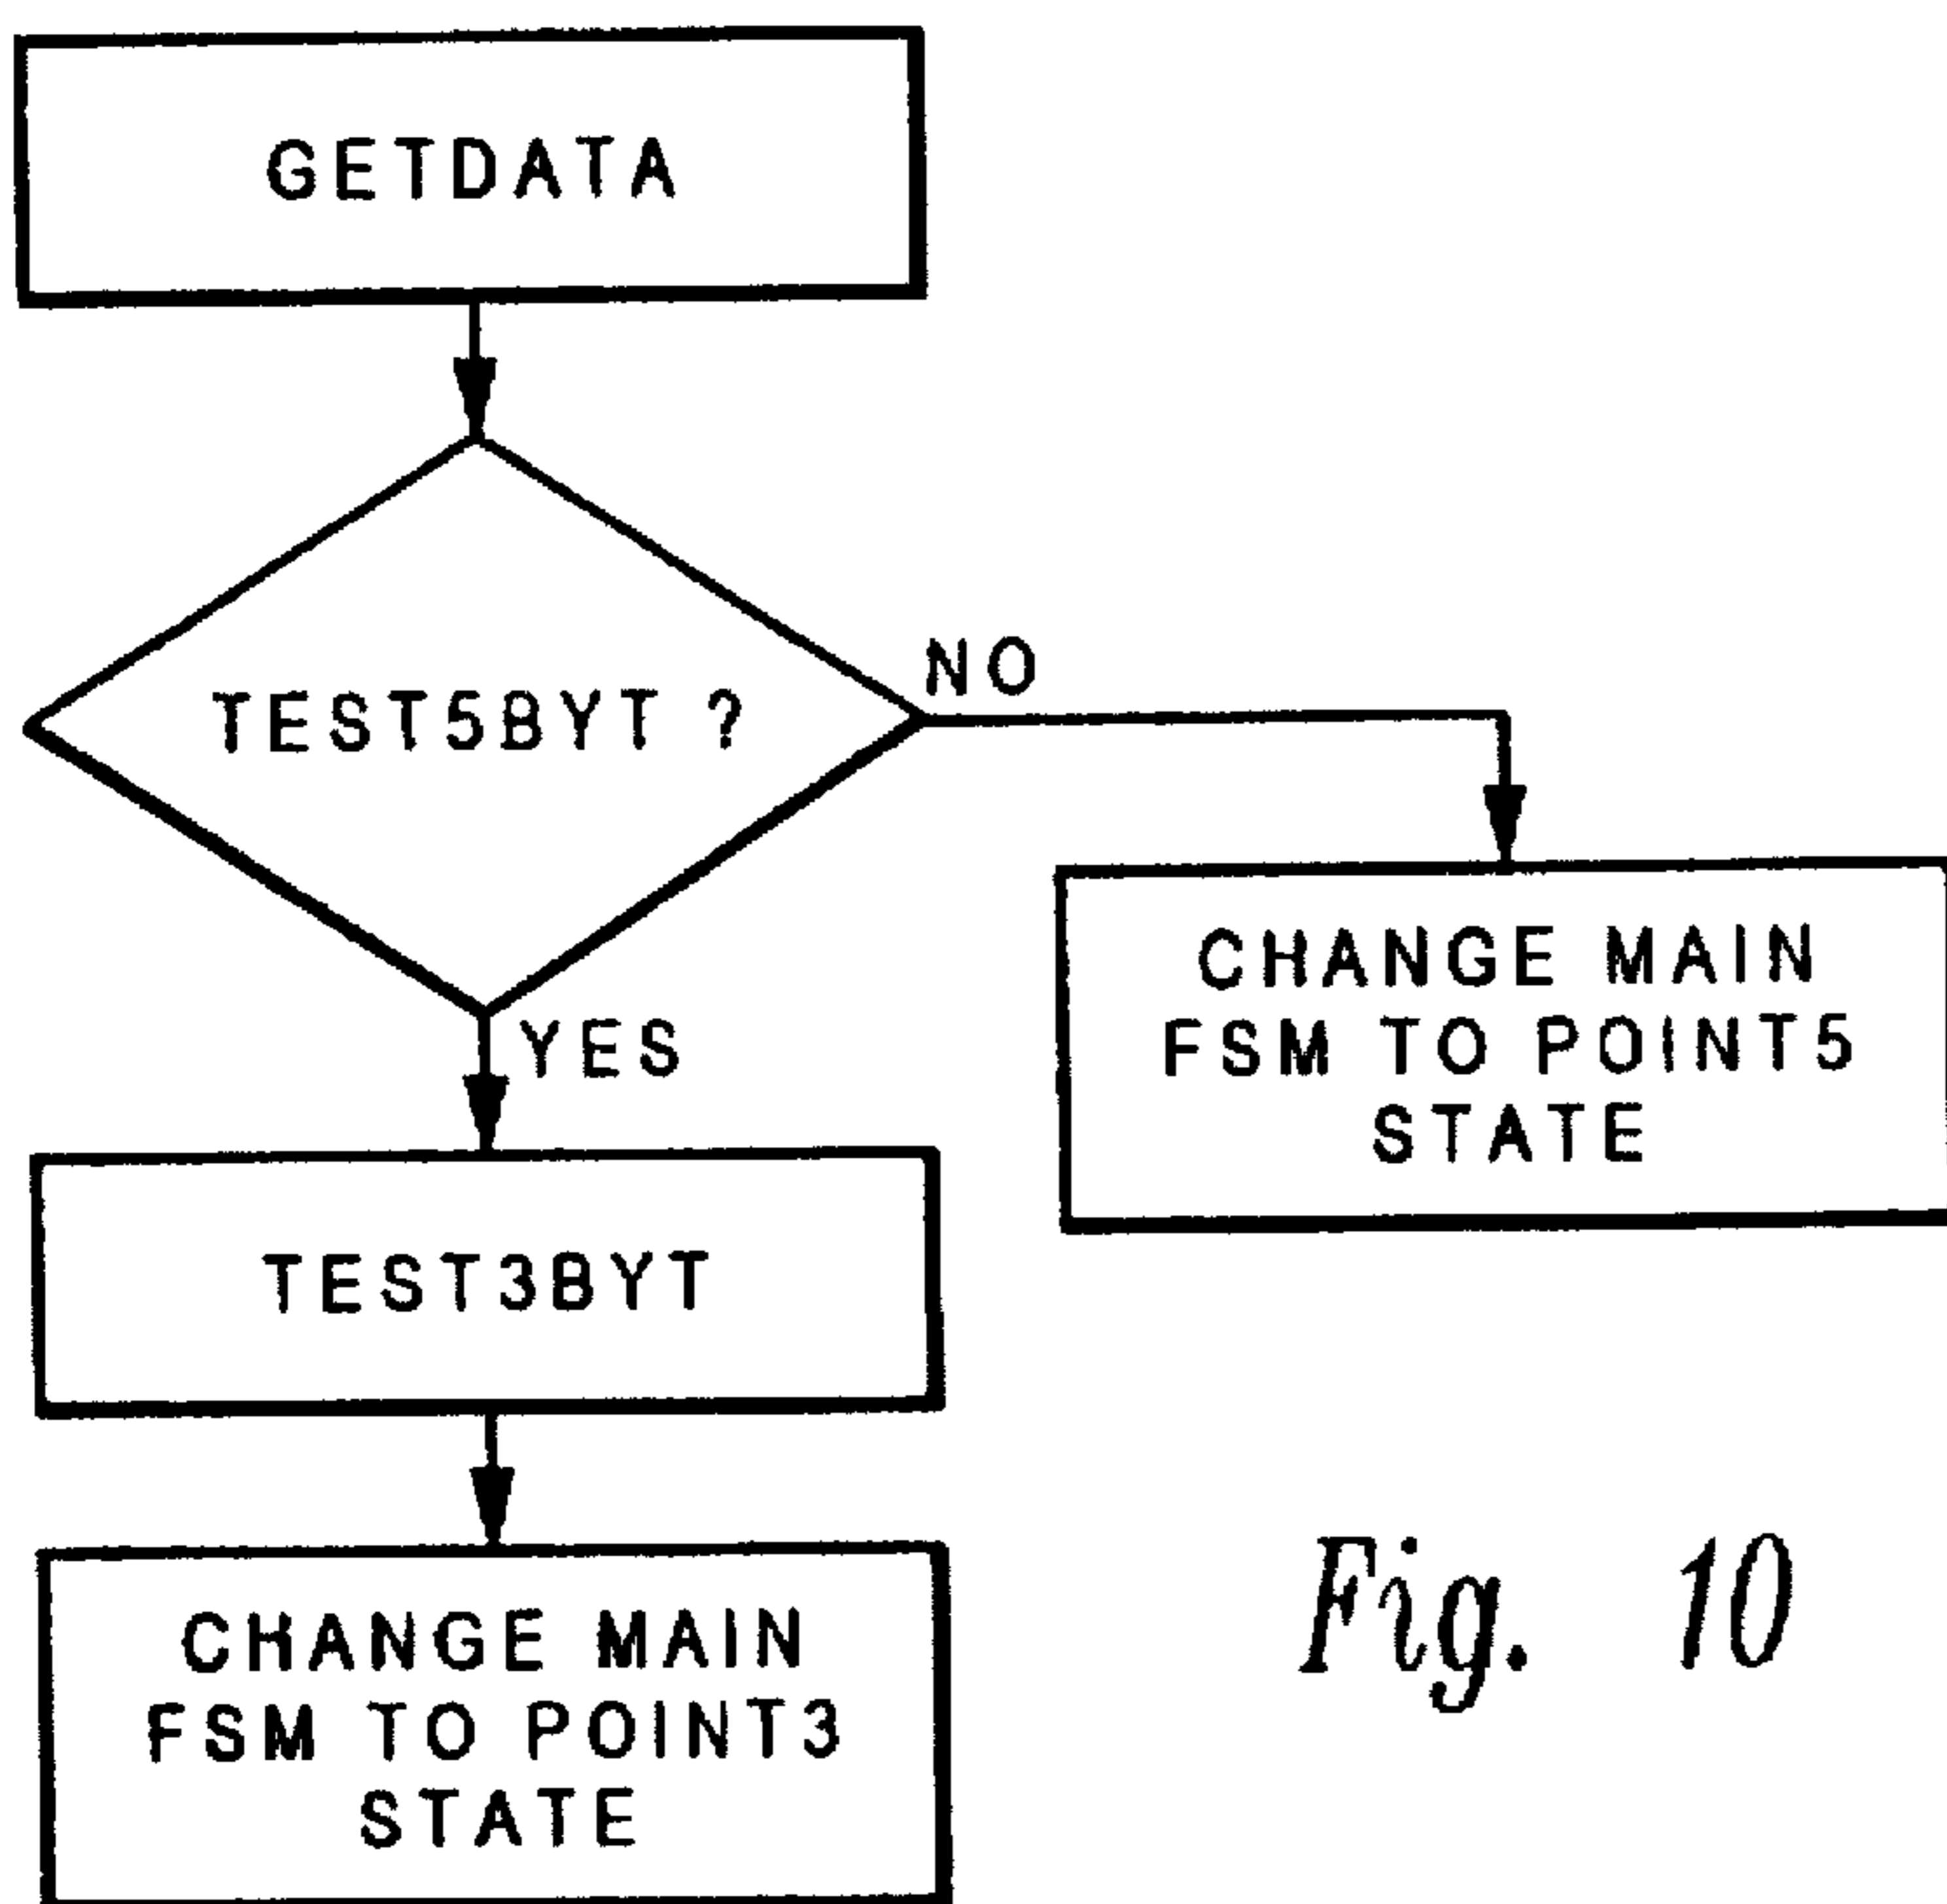 GETDATA
TEST5BYT ?
NO
YES
CHANGE MAIN
FSM TO POINT5
STATE
TEST3BYT
CHANGE MAIN
FSM TO POINT3
STATE
Fig. 10